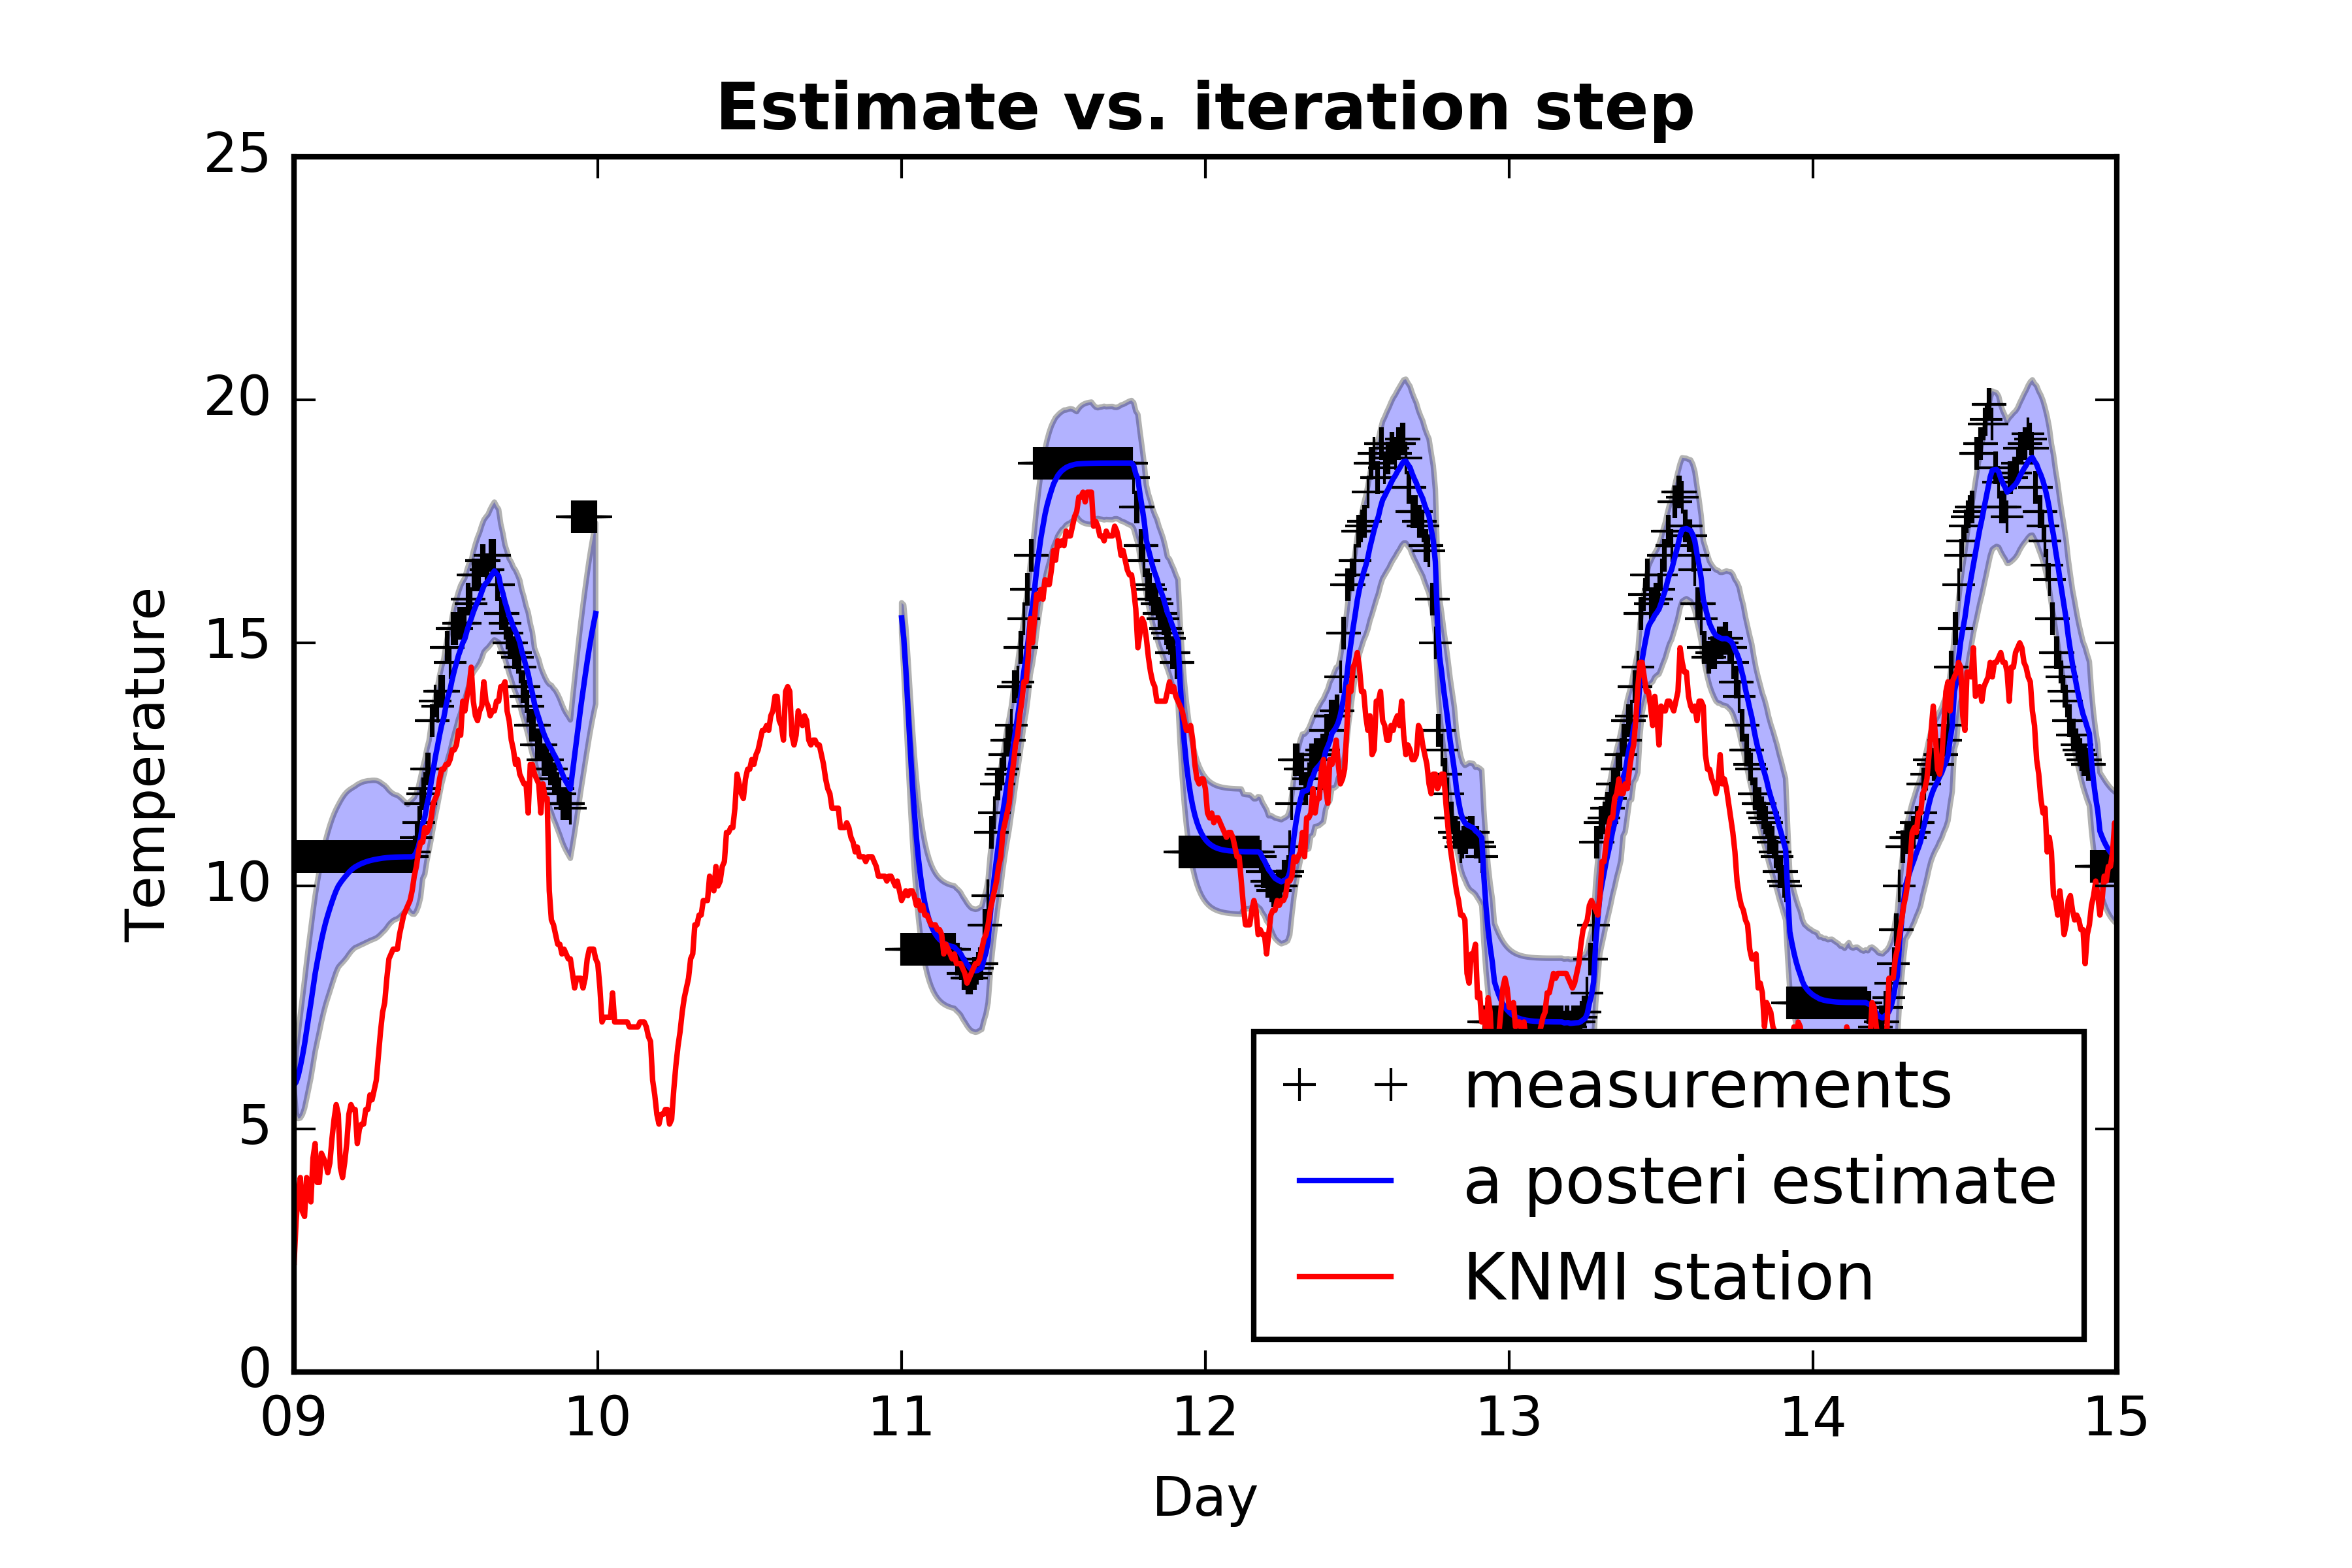 Estimate vs. iteration step
25
20
15
10
5
0
Temperature
09 10 11 12 13 14 15
Day
measurements
a posteri estimate
KNMI station